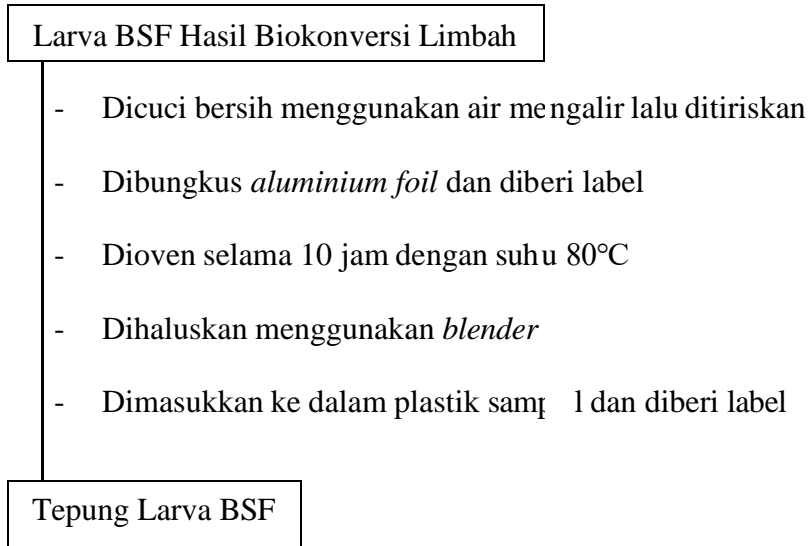 Larva BSF Hasil Biokonversi Limbah
- Dicuci bersih menggunakan air mengalir lalu ditiriskan
- Dibungkus aluminium foil dan diberi label
- Dioven selama 10 jam dengan suhu 80°C
- Dihaluskan menggunakan blender
- Dimasukkan ke dalam plastik dan diberi label
Tepung Larva BSF